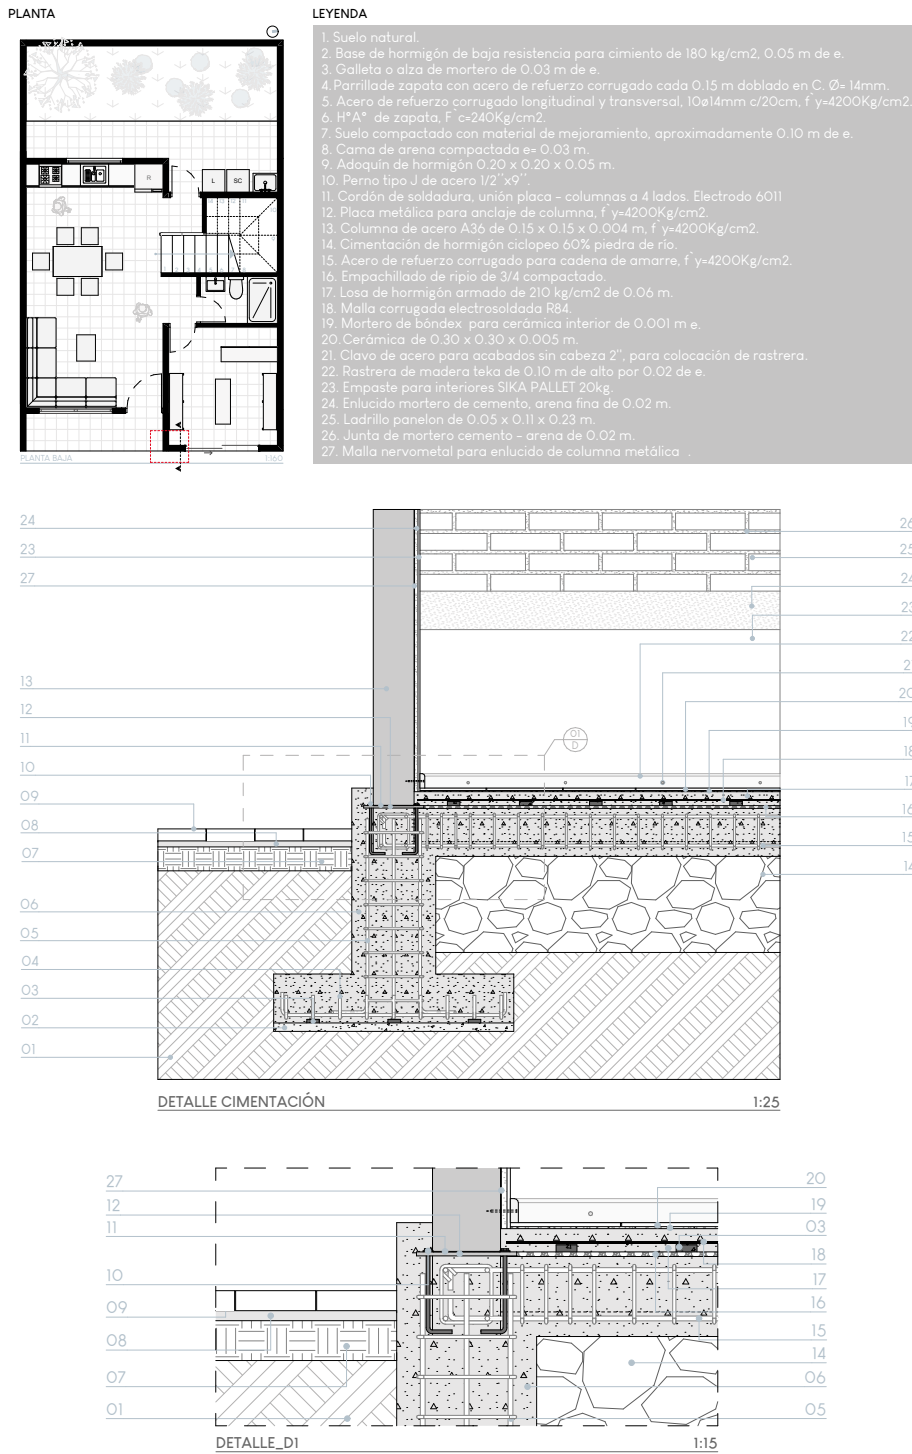 PLANTA
R
L
SC
PLANTA BAJA
1:160
LEYENDA
1. Suelo natural.
2. Base de hormigón de baja resistencia para cimiento de 180 kg/cm2, 0.05 m de e.
3. Galleta o alza de mortero de 0.03 m de e.
4. Parrillade zapata con acero de refuerzo corrugado cada 0.15 m doblado en C. Ø= 14mm.
5. Acero de refuerzo corrugado longitudinal y transversal, 10ø14mm c/20cm, f`y=4200Kg/cm2.
6. HºAº de zapata, F`c=240Kg/cm2.
7. Suelo compactado con material de mejoramiento, aproximadamente 0.10 m de e.
8. Cama de arena compactada e= 0.03 m.
9. Adoquín de hormigón 0.20 x 0.20 x 0.05 m.
10. Perno tipo J de acero 1/2´´x9´´.
11. Cordón de soldadura, unión placa - columnas a 4 lados. Electrodo 6011
12. Placa metálica para anclaje de columna, f`y=4200Kg/cm2.
13. Columna de acero A36 de 0.15 x 0.15 x 0.004 m, f`y=4200Kg/cm2.
14. Cimentación de hormigón ciclopeo 60% piedra de río.
15. Acero de refuerzo corrugado para cadena de amarre, f`y=4200Kg/cm2.
16. Empachillado de ripio de 3/4 compactado.
17. Losa de hormigón armado de 210 kg/cm2 de 0.06 m.
18. Malla corrugada electrosoldada R84.
19. Mortero de bóndex para cerámica interior de 0.001 m e.
20. Cerámica de 0.30 x 0.30 x 0.005 m.
21. Clavo de acero para acabados sin cabeza 2'', para colocación de rastrera.
22. Rastrera de madera teka de 0.10 m de alto por 0.02 de e.
23. Empaste para interiores SIKA PALLET 20kg.
24. Enlucido mortero de cemento, arena fina de 0.02 m.
25. Ladrillo panelon de 0.05 x 0.11 x 0.23 m.
26. Junta de mortero cemento - arena de 0.02 m.
27. Malla nervometal para enlucido de columna metálica .
24
23
27
13
12
11
10
09
08
07
06
05
04
03
02
01
01
D
26
25
24
23
22
2
20
19
18
17
16
15
14
DETALLE CIMENTACIÓN
1:25
27
12
11
10
09
08
07
01
20
19
03
18
17
16
15
14
06
05
DETALLE_D1
1:15